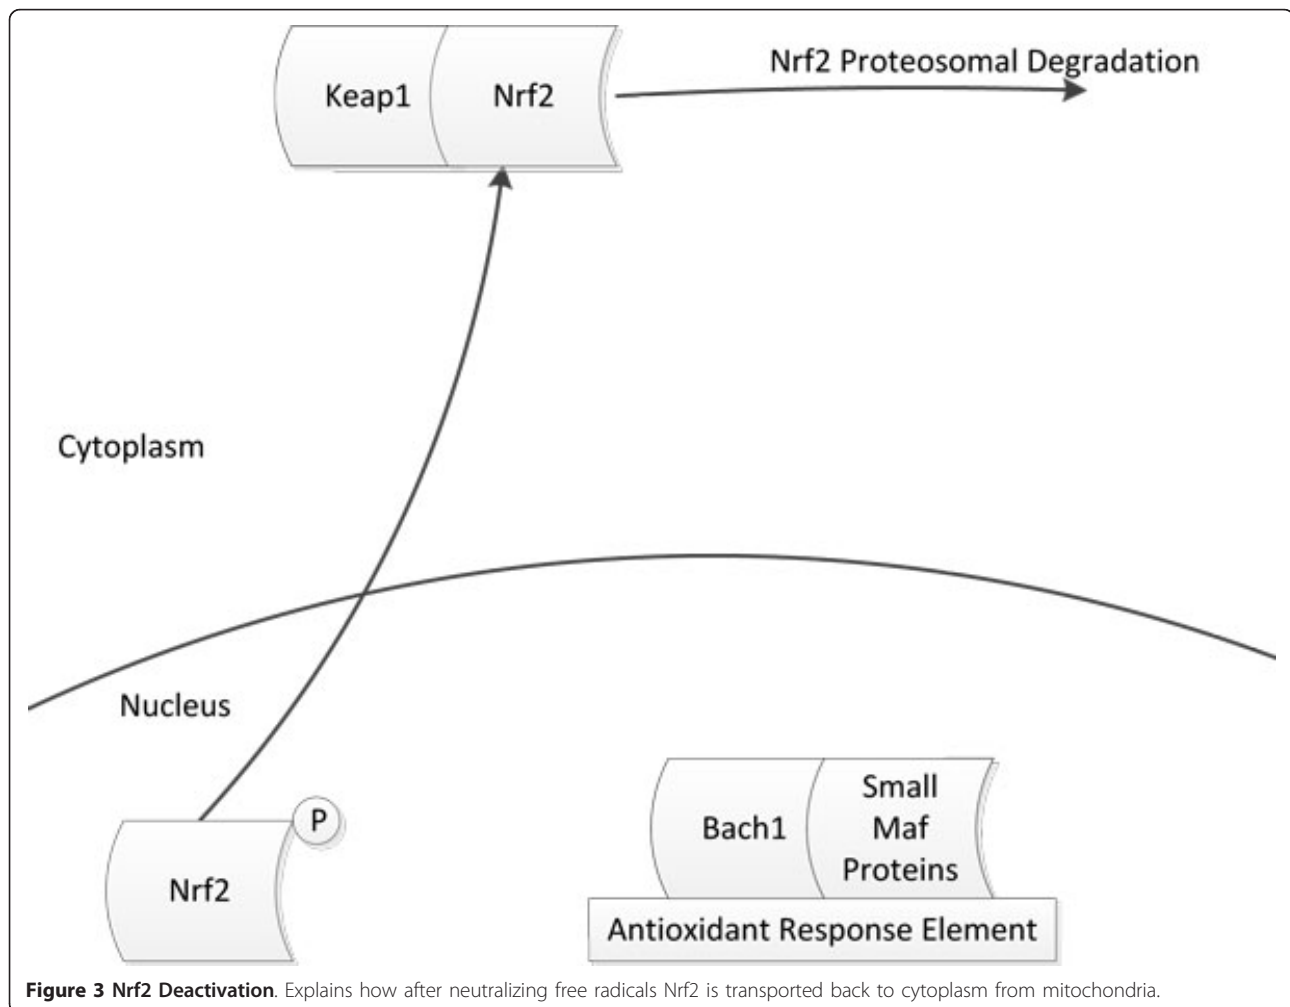 Keap1
Nrf2
Nrf2 Proteosomal Degradation
Cytoplasm
Nucleus
Nrf2
P
Bach1
Small
Maf
Proteins
Antioxidant Response Element
Figure 3 Nrf2 Deactivation. Explains how after neutralizing free radicals Nrf2 is transported back to cytoplasm from mitochondria.